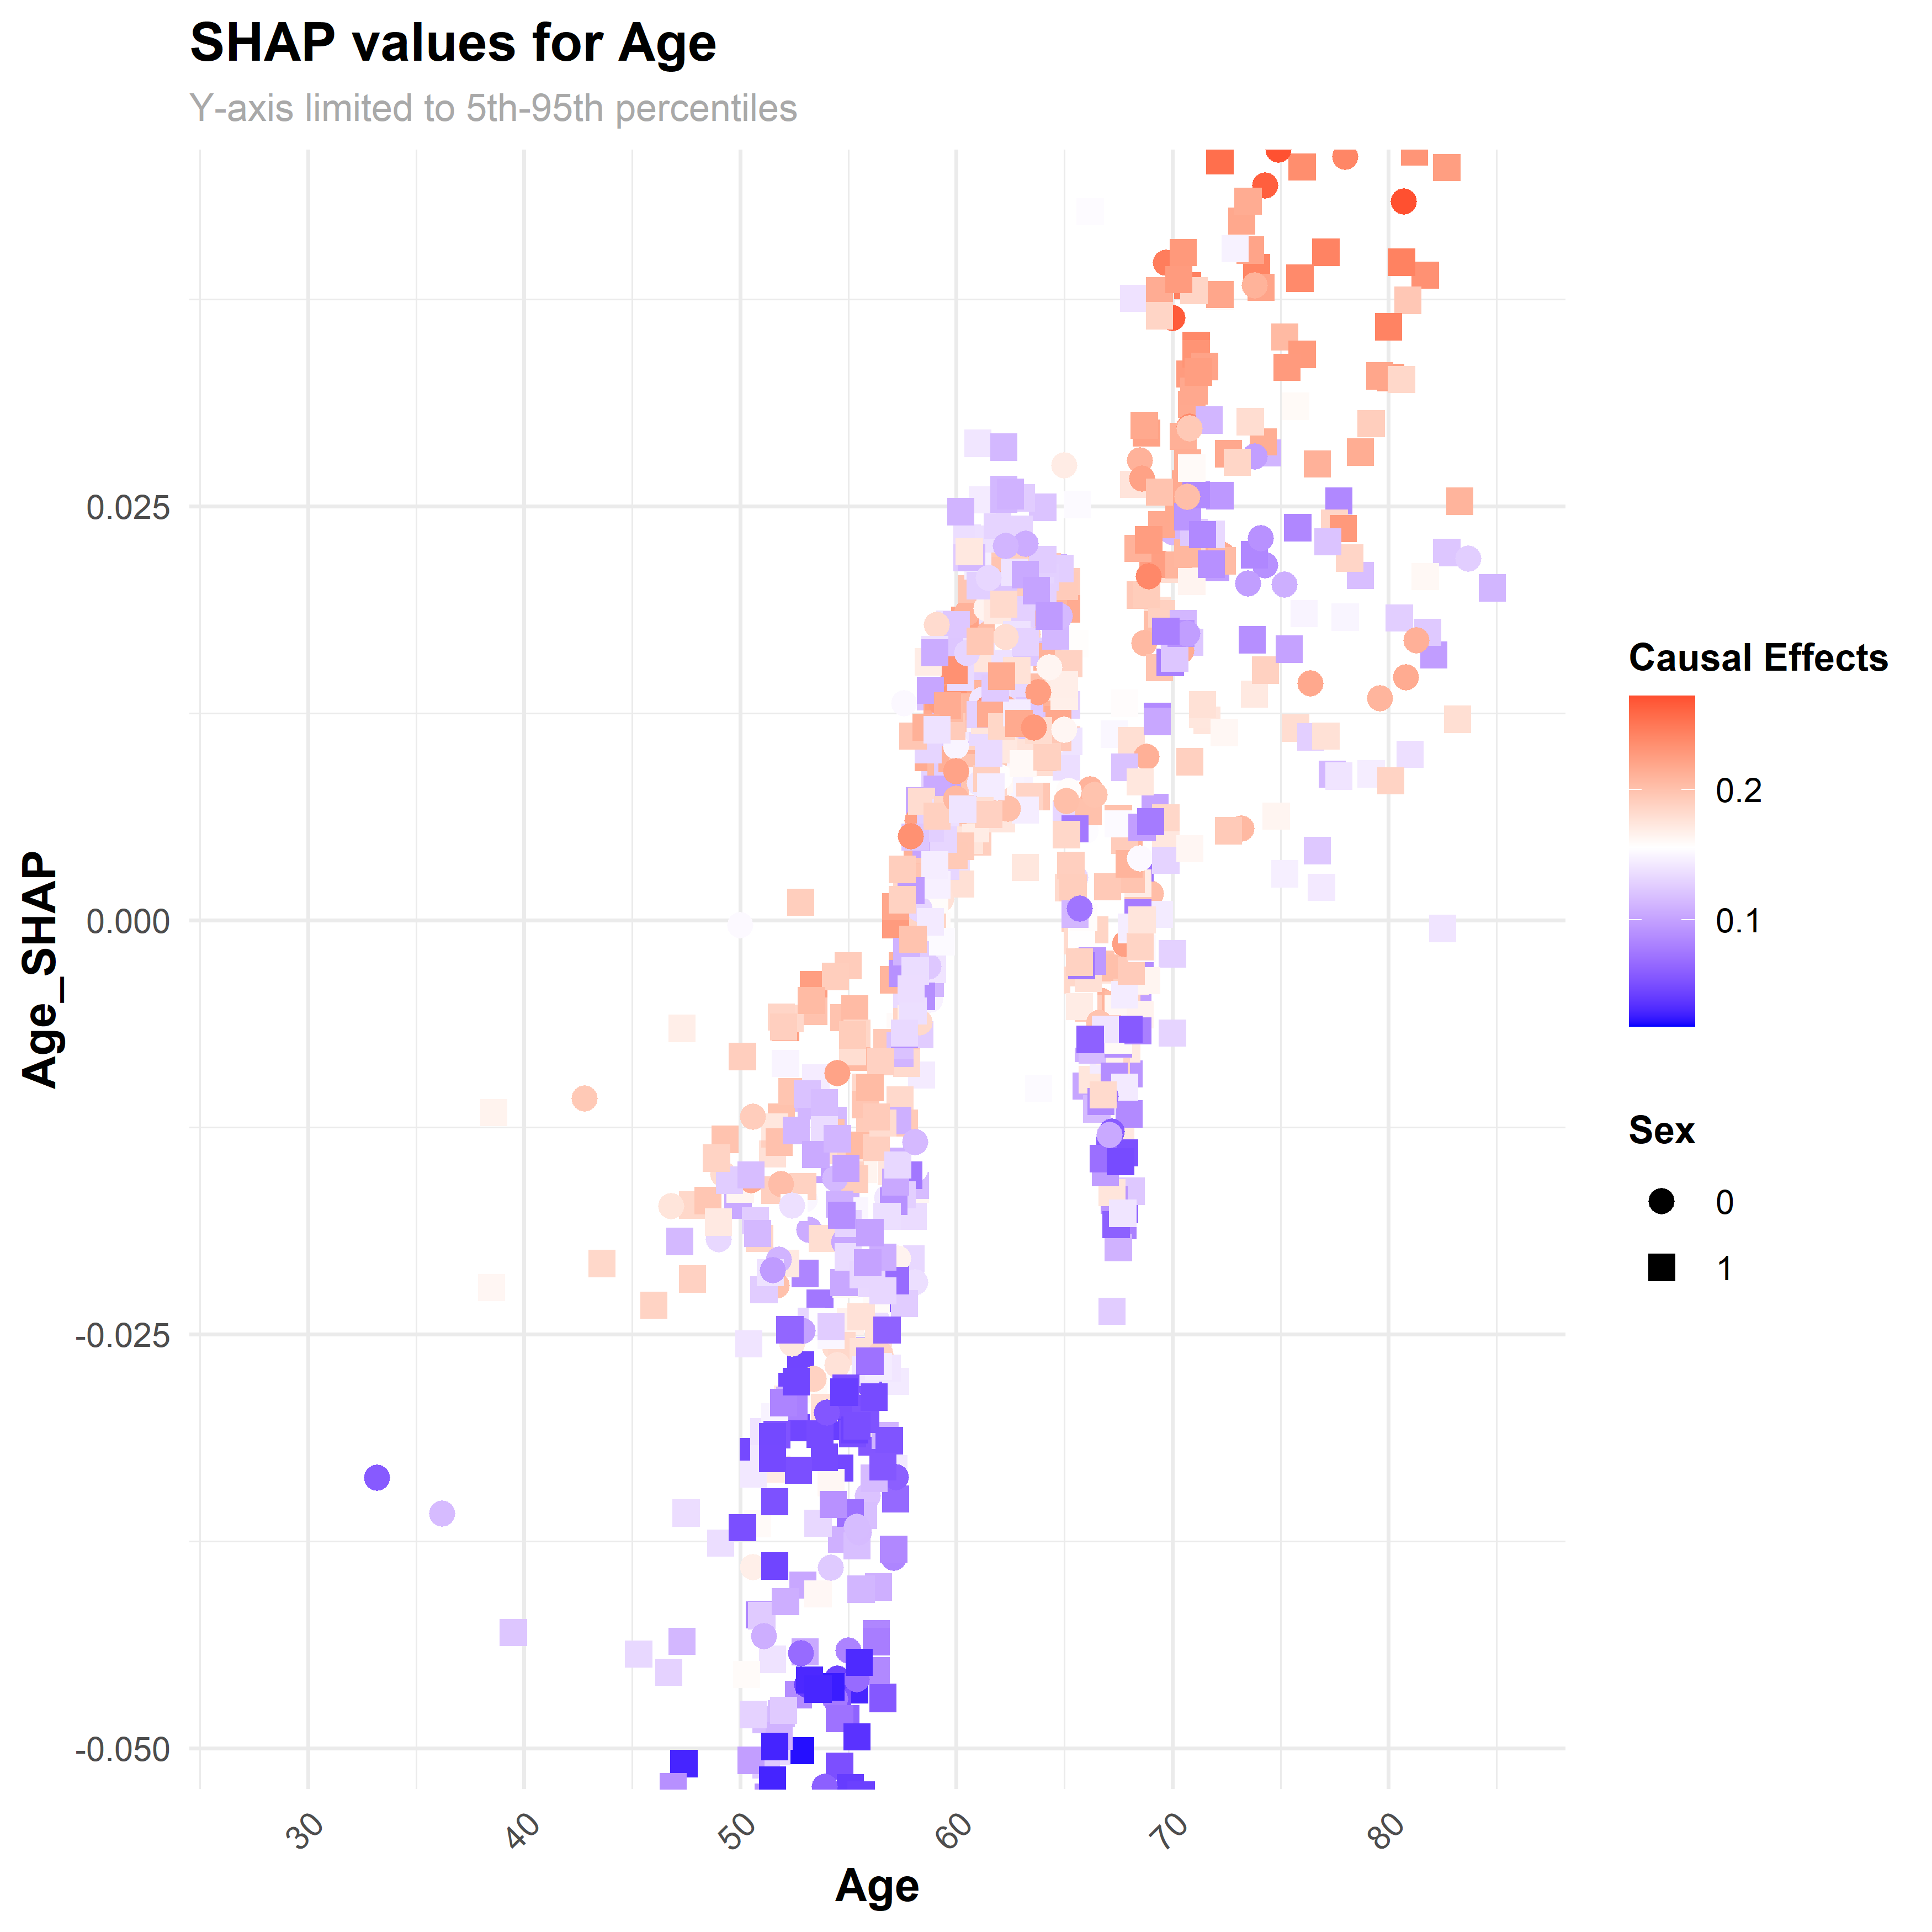 SHAP values for Age
Y-axis limited to 5th-95th percentiles
Age_SHAP
0.025
0.000
-0.025
-0.050
30
40
50
60
70
80
Age
Causal Effects
0.2
0.1
Sex
0
1